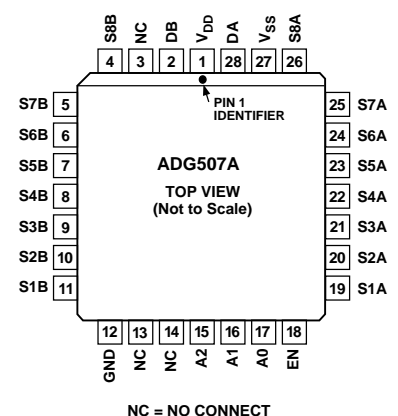 S8B NC DB VDD DA VSS S8A
4 3 2 1 28 27 26
PIN 1
IDENTIFIER
S7B 5 25 S7A
S6B 6 24 S6A
S5B 7 ADG507A 23 S5A
S4B 8 TOP VIEW 22 S4A
(Not to Scale)
S3B 9 21 S3A
S2B 10 20 S2A
S1B 11 19 S1A
12 13 14 15 16 17 18
GND NC NC A2 A1 A0 EN
NC = NO CONNECT